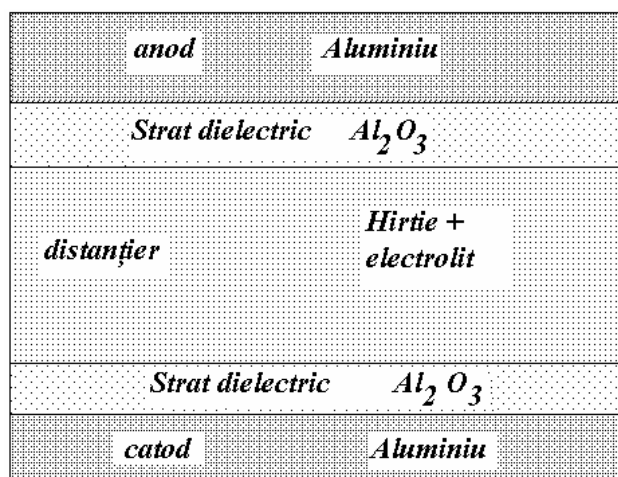 anod Aluminiu
Strat dielectric Al2O3
Hirtie +
distanțier
electrolit
Strat dielectric Al2 O3
catod Aluminiu